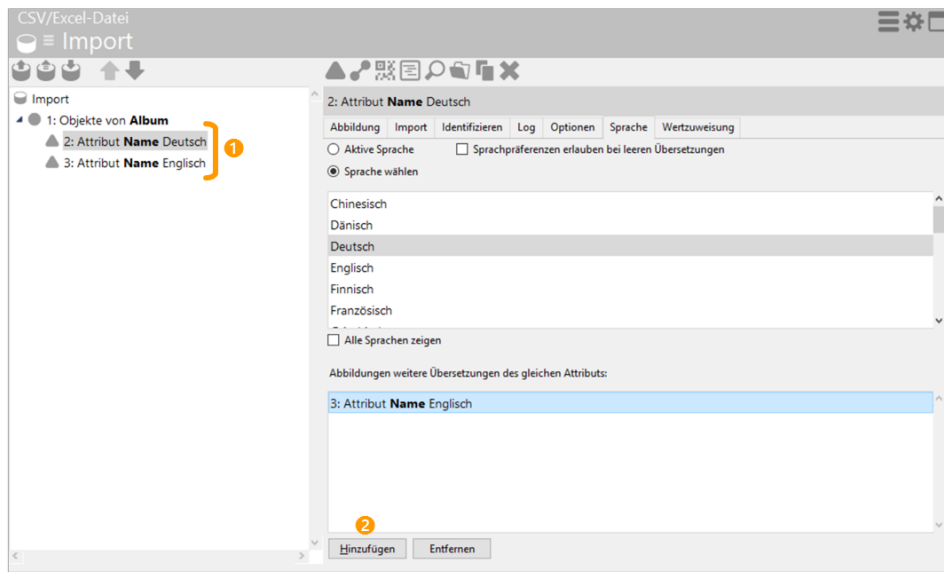 CSV/Excel-Datei
Import
Import
1: Objekte von Album
2: Attribut Name Deutsch
3: Attribut Name Englisch
1
2: Attribut Name Deutsch
Abbildung Import Identifizieren Log Optionen Sprache Wertzuweisung
Aktive Sprache Sprachpräferenzen erlauben bei leeren Übersetzungen
Sprache wählen
Chinesisch
Dänisch
Deutsch
Englisch
Finnisch
Französisch
Alle Sprachen zeigen
Abbildungen weitere Übersetzungen des gleichen Attributs:
3: Attribut Name Englisch
2
Hinzufügen Entfernen